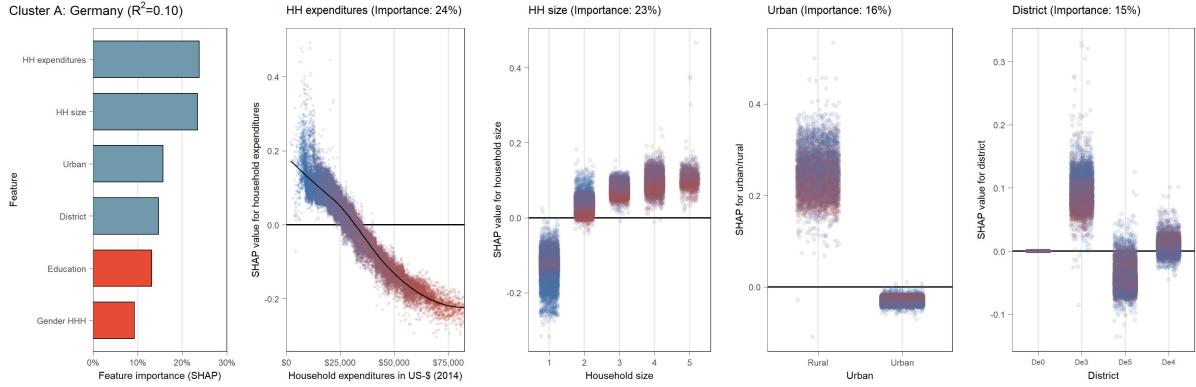 Cluster A: Germany (R²=0.10)
Feature
HH expenditures
HH size
Urban
District
Education
Gender HHH
0% 10% 20% 30%
Feature importance (SHAP)
HH expenditures (Importance: 24%)
SHAP value for household expenditures
0.4
0.2
0.0
-0.2
$0 $25,000 $50,000 $75,000
Household expenditures in US-$ (2014)
HH size (Importance: 23%)
SHAP value for household size
0.4
0.2
0.0
-0.2
1 2 3 4 5
Household size
Urban (Importance: 16%)
SHAP for urban/rural
0.4
0.2
0.0
Rural Urban
Urban
District (Importance: 15%)
SHAP value for district
0.3
0.2
0.1
0.0
-0.1
De0 De3 De5 De4
District